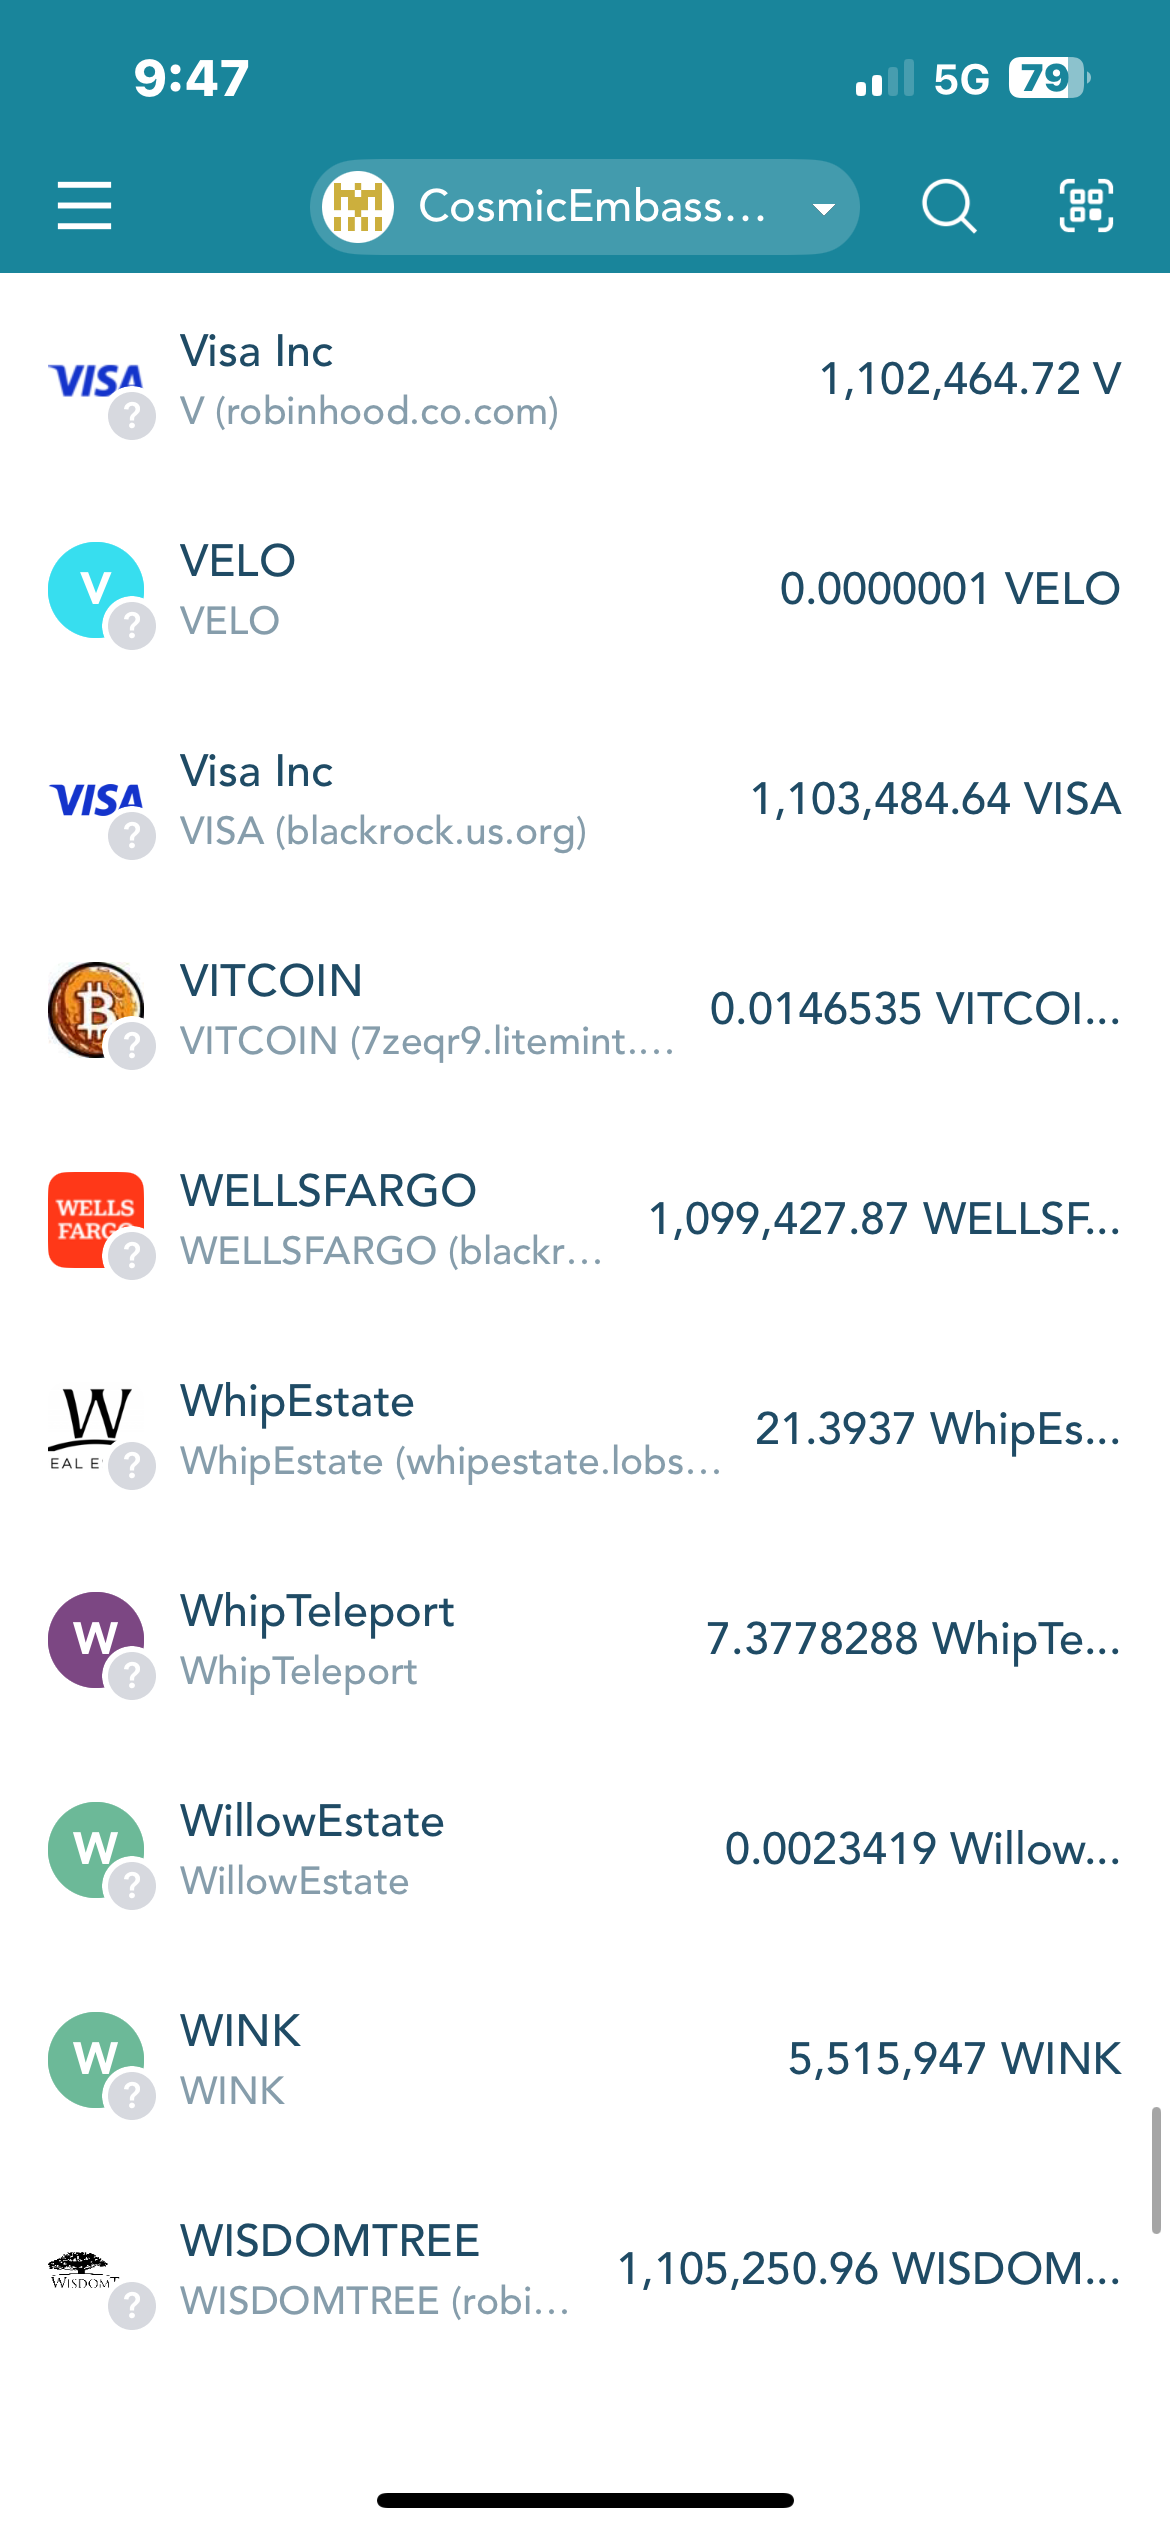 9:47
5G 79
CosmicEmbass...
VISA
?
Visa Inc
V (robinhood.co.com)
1,102,464.72 V
V
?
VELO
VELO
0.0000001 VELO
VISA
?
Visa Inc
VISA (blackrock.us.org)
1,103,484.64 VISA
?
VITCOIN
VITCOIN (7zeqr9.litemint....
0.0146535 VITCOI...
WELLS
FARGO
?
WELLSFARGO
WELLSFARGO (blackr...
1,099,427.87 WELLSF...
W
EAL E
?
WhipEstate
WhipEstate (whipestate.lobs...
21.3937 WhipEs...
W
?
WhipTeleport
WhipTeleport
7.3778288 WhipTe...
W
?
WillowEstate
WillowEstate
0.0023419 Willow...
W
?
WINK
WINK
5,515,947 WINK
WISDOMT
?
WISDOMTREE
WISDOMTREE (robi...
1,105,250.96 WISDOM...